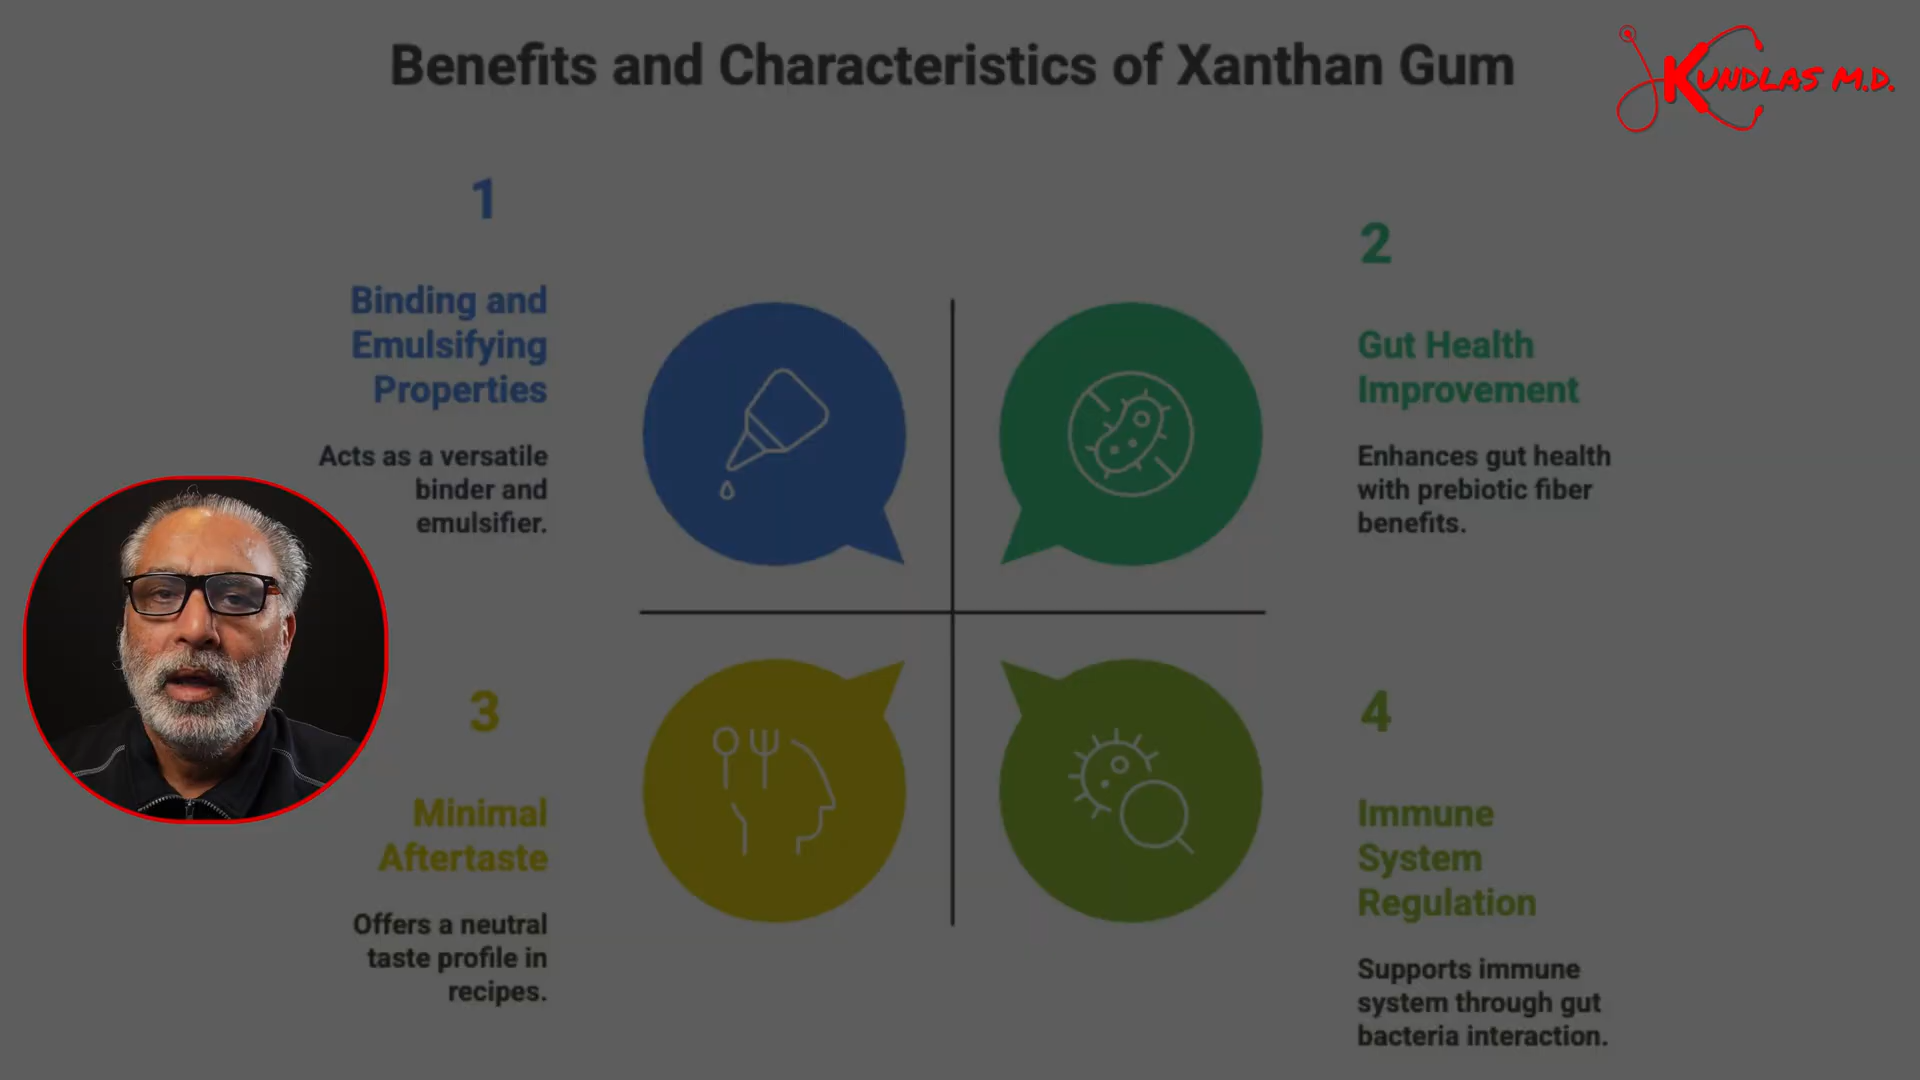 Benefits and Characteristics of Xanthan Gum
KUNDLAS M.D.
1
Binding and
Emulsifying
Properties
Acts as a versatile
binder and
emulsifier.
2
Gut Health
Improvement
Enhances gut health
with prebiotic fiber
benefits.
3
Minimal
Aftertaste
Offers a neutral
taste profile in
recipes.
4
Immune
System
Regulation
Supports immune
system through gut
bacteria interaction.